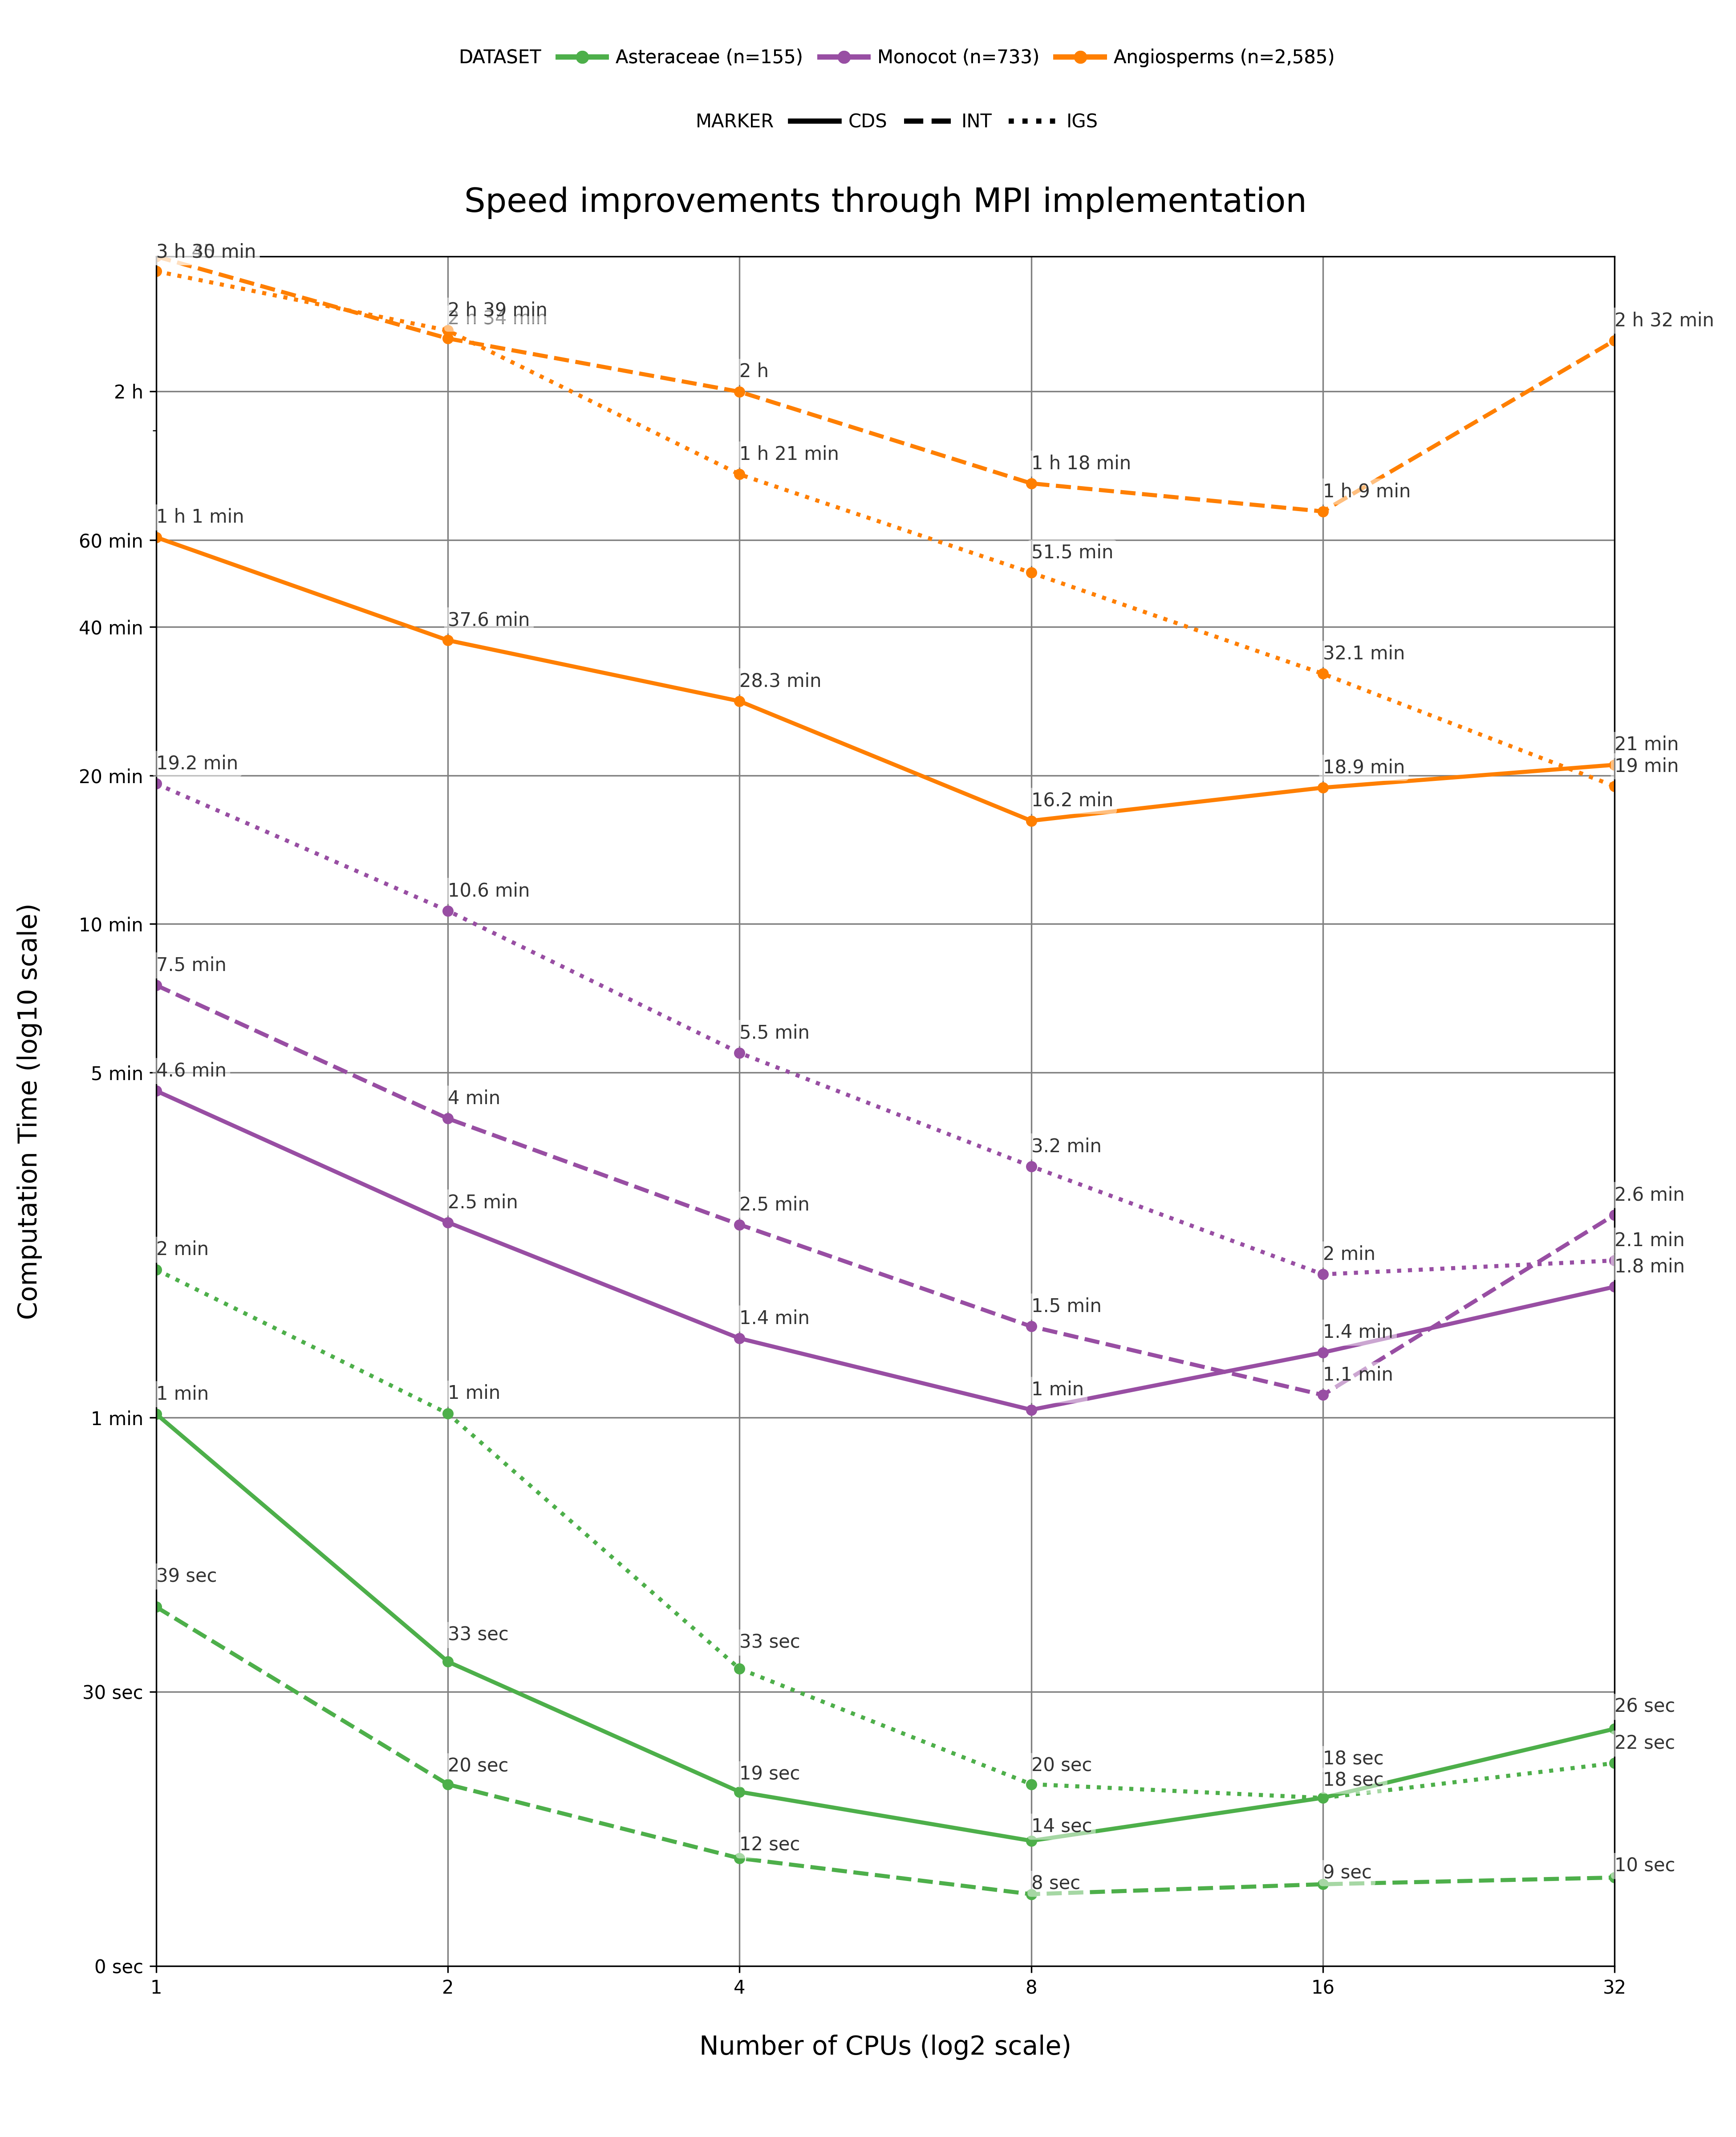 DATASET Asteraceae (n=155) Monocot (n=733) Angiosperms (n=2,585)
MARKER CDS INT IGS
Speed improvements through MPI implementation
3 h 30 min
2 h 39 min
2 h 34 min
2 h 32 min
2 h
2 h
1 h 21 min
1 h 18 min
1 h 9 min
1 h 1 min
60 min
51.5 min
40 min
37.6 min
32.1 min
28.3 min
21 min
20 min
19.2 min
18.9 min
19 min
16.2 min
10 min
10.6 min
7.5 min
5.5 min
5 min
4.6 min
4 min
3.2 min
2.5 min
2.5 min
2.6 min
2 min
2 min
2.1 min
1.8 min
1.5 min
1.4 min
1.4 min
1.1 min
1 min
1 min
1 min
1 min
39 sec
33 sec
33 sec
30 sec
26 sec
22 sec
20 sec
20 sec
19 sec
18 sec
18 sec
14 sec
12 sec
8 sec
9 sec
10 sec
0 sec
1 2 4 8 16 32
Computation Time (log10 scale)
Number of CPUs (log2 scale)